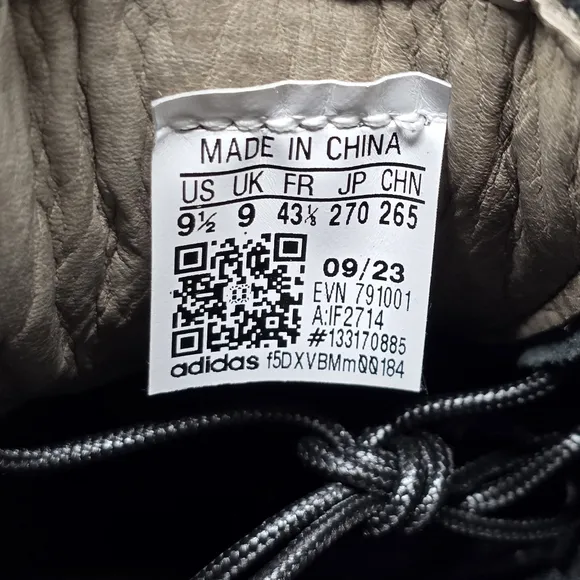 MADE IN CHINA
US UK FR JP CHN
9½ 9 43⅓ 270 265
09/23
EVN 791001
A:IF2714
#133170885
adidas f5DXVBMm00184